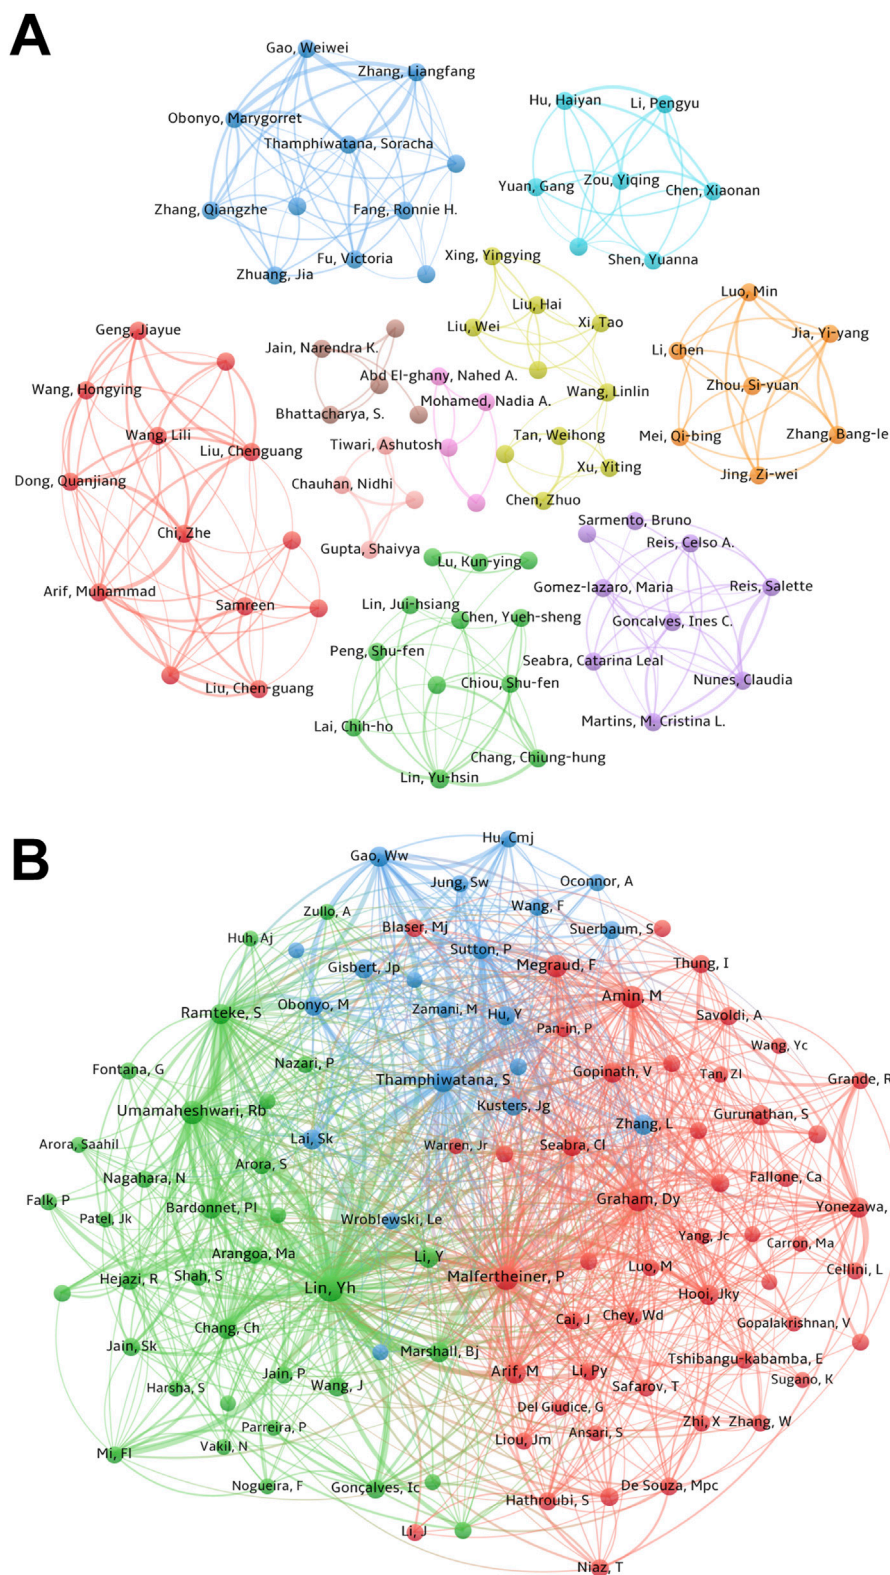 A
Gao, Weiwei
Zhang, Liangfang
Hu, Haiyan
Li, Pengyu
Obonyo, Marygorret
Thamphiwatana, Soracha
Yuan, Gang
Zou, Yiqing
Chen, Xiaonan
Zhang, Qiangzhe
Fang, Ronnie H.
Fu, Victoria
Zhuang, Jia
Xing, Yingying
Shen, Yuanna
Luo, Min
Liu, Hai
Geng, Jiayue
Liu, Wei
Xi, Tao
Jia, Yi-yang
Jain, Narendra K.
Li, Chen
Abd El-ghany, Nahed A.
Wang, Hongying
Mohamed, Nadia A.
Wang, Linlin
Zhou, Si-yuan
Bhattacharya, S.
Wang, Lili
Tiwari, Ashutosh
Tan, Weihong
Mei, Qi-bing
Zhang, Bang-le
Liu, Chenguang
Dong, Quanjiang
Chauhan, Nidhi
Xu, Yiting
Jing, Zi-wei
Chen, Zhuo
Chi, Zhe
Sarmento, Bruno
Gupta, Shaivya
Lu, Kun-ying
Reis, Celso A.
Arif, Muhammad
Samreen
Lin, Jui-hsiang
Chen, Yueh-sheng
Gomez-lazaro, Maria
Reis, Salette
Goncalves, Ines C.
Peng, Shu-fen
Chiou, Shu-fen
Seabra, Catarina Leal
Nunes, Claudia
Liu, Chen-guang
Lai, Chih-ho
Martins, M. Cristina L.
Chang, Chiung-hung
Lin, Yu-hsin
B
Hu, Cmj
Gao, Ww
Jung, Sw
Oconnor, A
Zullo, A
Wang, F
Blaser, Mj
Suerbaum, S
Huh, Aj
Sutton, P
Gisbert, Jp
Megraud, F
Thung, I
Obonyo, M
Zamani, M
Hu, Y
Amin, M
Ramteke, S
Pan-in, P
Savoldi, A
Wang, Yc
Nazari, P
Fontana, G
Thamphiwatana, S
Gopinath, V
Tan, Zl
Grande, R
Umamaheshwari, Rb
Kusters, Jg
Zhang, L
Gurunathan, S
Arora, Saahil
Lai, Sk
Warren, Jr
Seabra, Cl
Arora, S
Nagahara, N
Fallone, Ca
Falk, P
Patel, Jk
Bardonnet, Pl
Wroblewski, Le
Graham, Dy
Yonezawa,
Yang, Jc
Carron, Ma
Arangoa, Ma
Li, Y
Hejazi, R
Shah, S
Lin, Yh
Malfertheiner, P
Luo, M
Cellini, L
Hooi, Jky
Chang, Ch
Cai, J
Chey, Wd
Gopalakrishnan, V
Jain, Sk
Marshall, Bj
Tshibangu-kabamba, E
Jain, P
Arif, M
Li, Py
Sugano, K
Harsha, S
Wang, J
Safarov, T
Del Giudice, G
Parreira, P
Ansari, S
Zhi, X
Zhang, W
Mi, Fl
Vakil, N
Liou, Jm
Nogueira, F
Gonçalves, Ic
De Souza, Mpc
Hathroubi, S
Li, J
Niaz, T